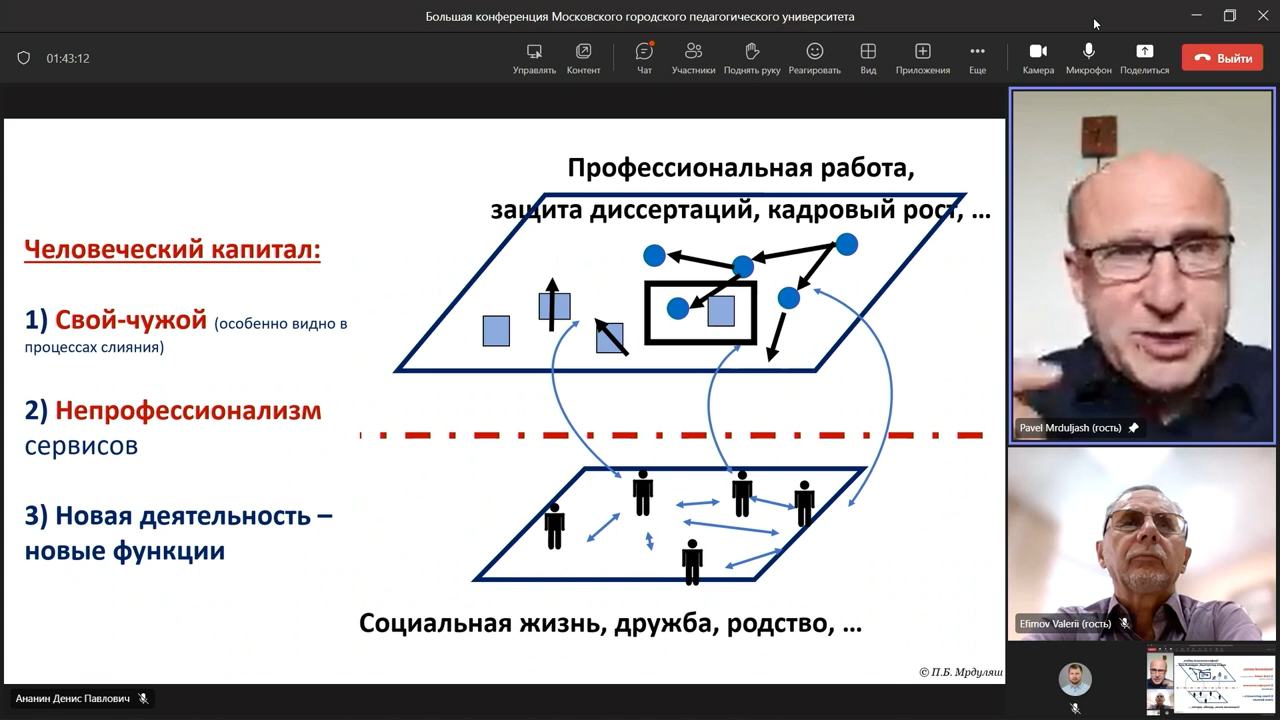 Большая конференция Московского городского педагогического университета
01:43:12
Управлять
Контент
Чат
Участники
Поднять руку
Реагировать
Вид
Приложения
Еще
Камера
Микрофон
Поделиться
Выйти
Профессиональная работа,
защита диссертаций, кадровый рост, ...
Человеческий капитал:
1) Свой-чужой (особенно видно в
процессах слияния)
2) Непрофессионализм
сервисов
3) Новая деятельность –
новые функции
Социальная жизнь, дружба, родство, ...
© П.Б. Мрдуляш
Ананин Денис Павлович
Pavel Mrduljash (гость)
Efimov Valerii (гость)